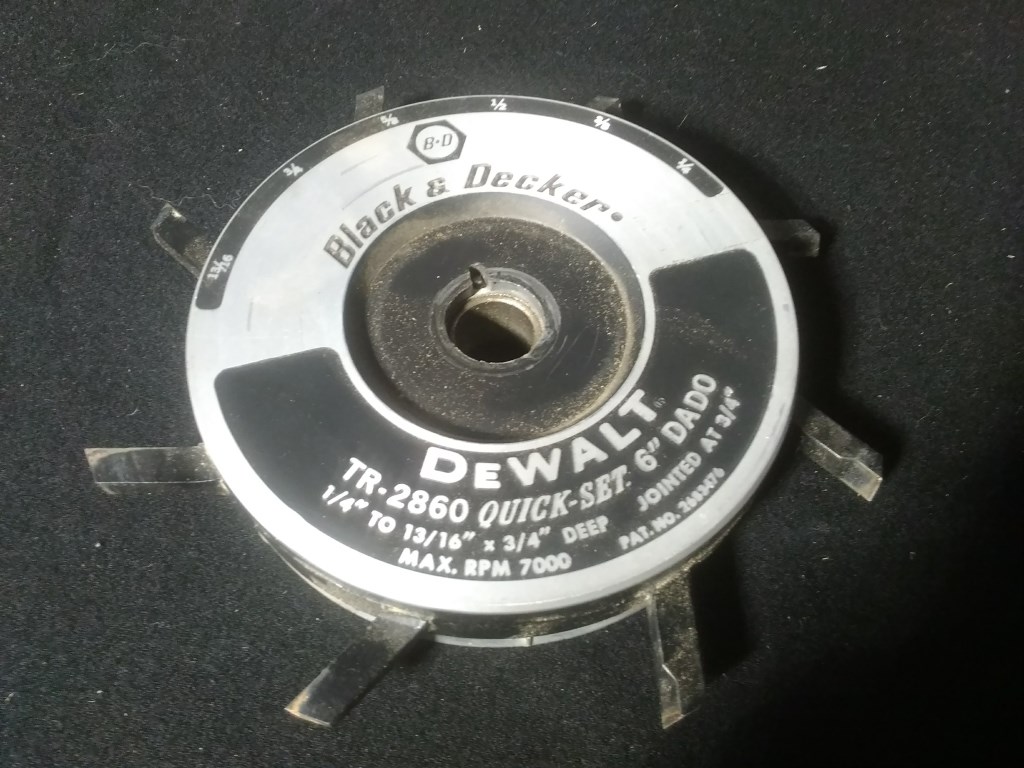 13/16 3/4 5/8 1/2 3/8 1/4
B·D
Black & Decker
DEWALT
TR-2860 QUICK-SET 6" DADO
1/4" TO 13/16" x 3/4" DEEP JOINTED AT 3/4"
MAX. RPM 7000 PAT. NO.